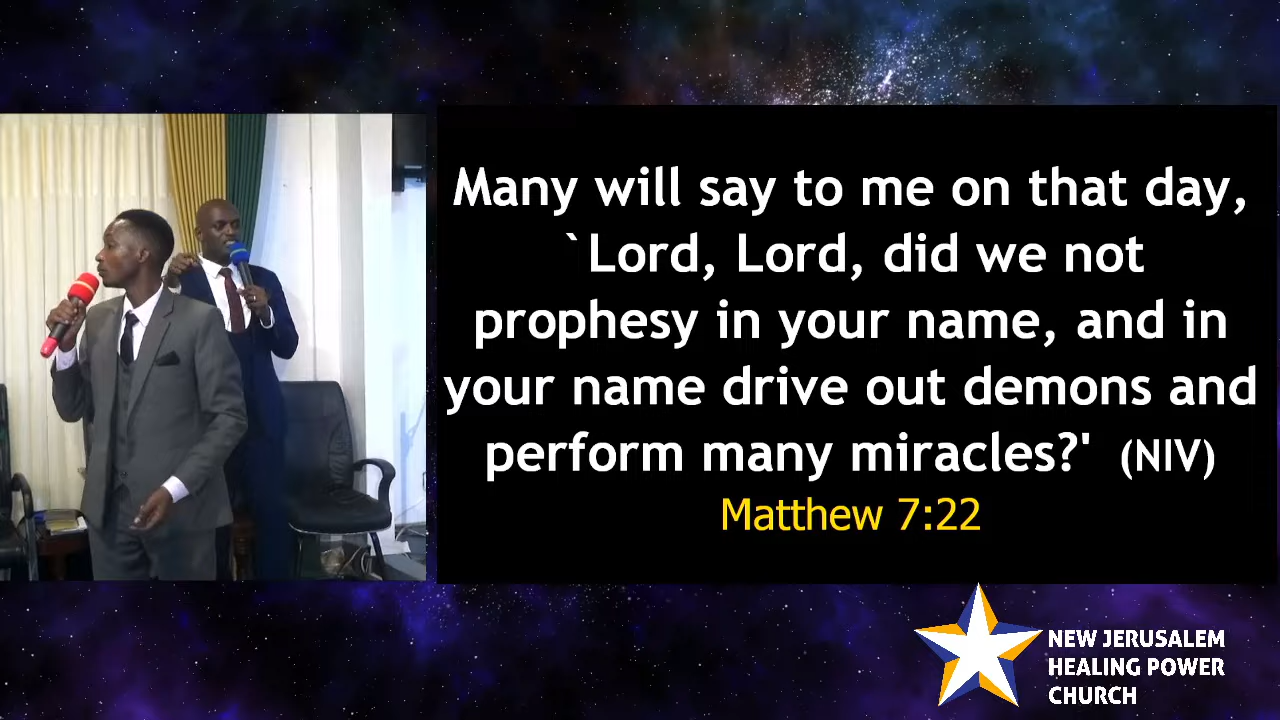 Many will say to me on that day,
`Lord, Lord, did we not
prophesy in your name, and in
your name drive out demons and
perform many miracles?' (NIV)
Matthew 7:22
NEW JERUSALEM
HEALING POWER
CHURCH